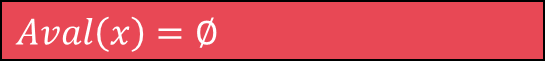 Aval(x) = ∅